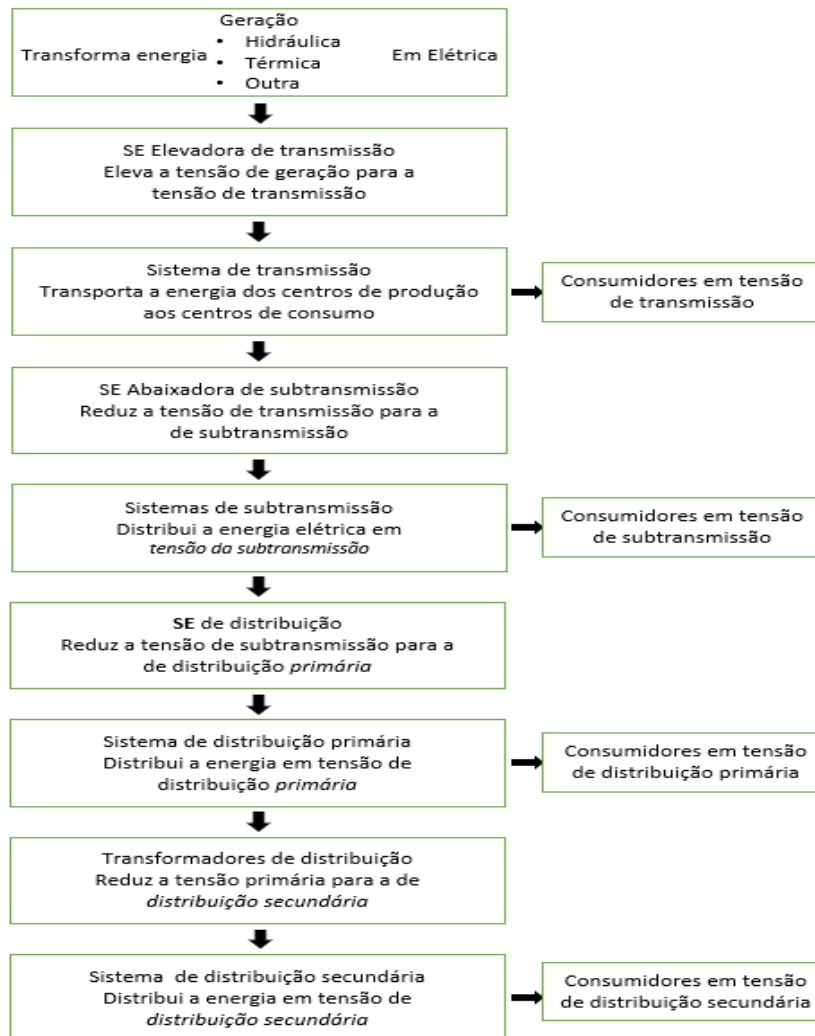 Geração
Transforma energia
• Hidráulica
• Térmica
• Outra
Em Elétrica
SE Elevadora de transmissão
Eleva a tensão de geração para a
tensão de transmissão
Sistema de transmissão
Transporta a energia dos centros de produção
aos centros de consumo
Consumidores em tensão
de transmissão
SE Abaixadora de subtransmissão
Reduz a tensão de transmissão para a
de subtransmissão
Sistemas de subtransmissão
Distribui a energia elétrica em
tensão da subtransmissão
Consumidores em tensão
de subtransmissão
SE de distribuição
Reduz a tensão de subtransmissão para a
de distribuição primária
Sistema de distribuição primária
Distribui a energia em tensão de
distribuição primária
Consumidores em tensão
de distribuição primária
Transformadores de distribuição
Reduz a tensão primária para a de
distribuição secundária
Sistema de distribuição secundária
Distribui a energia em tensão de
distribuição secundária
Consumidores em tensão
de distribuição secundária